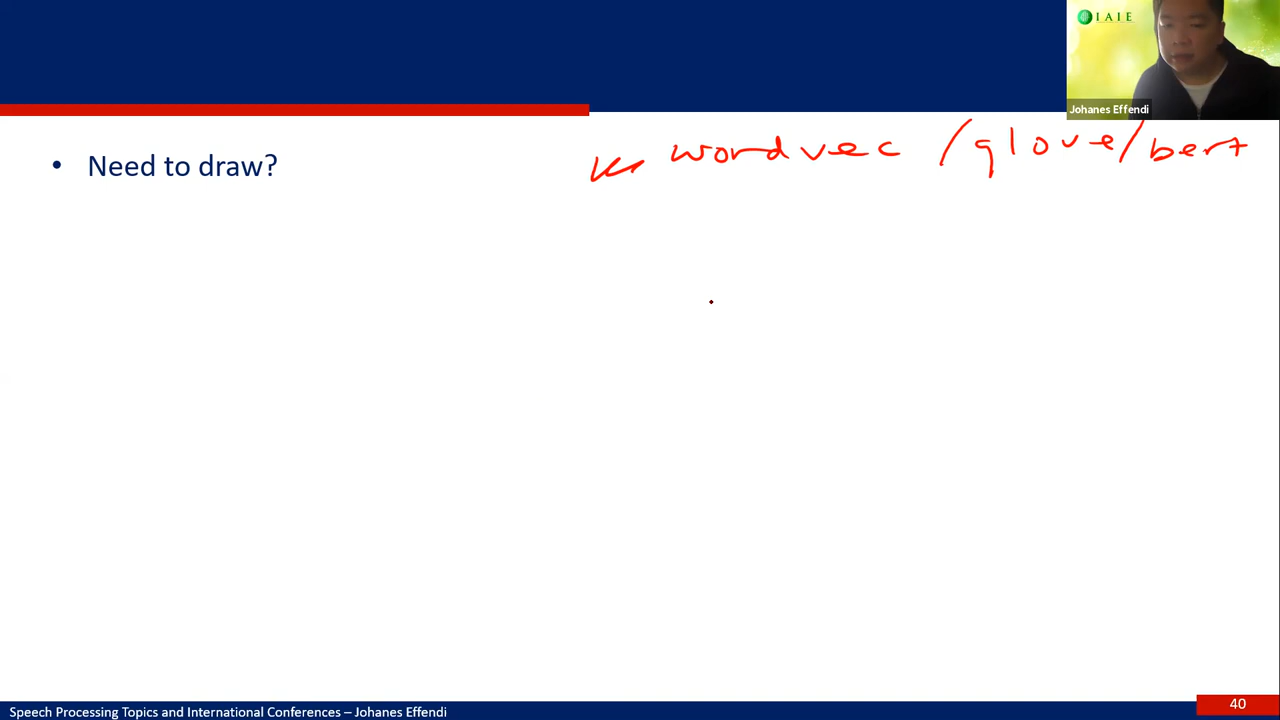 IAIE
Johanes Effendi
• Need to draw?
wordvec /glove/bert
Speech Processing Topics and International Conferences – Johanes Effendi
40